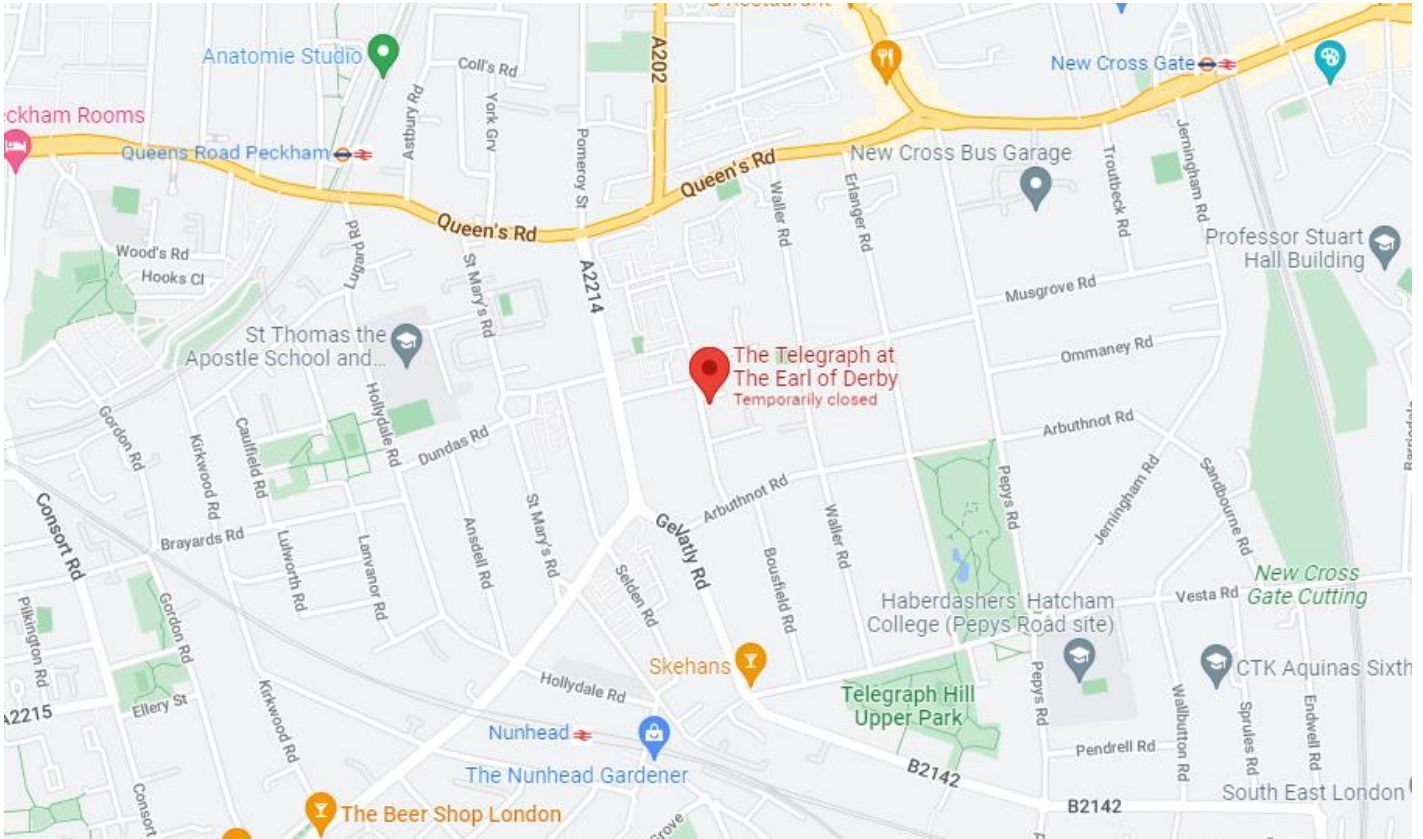 & Restaurant
Anatomie Studio
Coll's Rd
A202
New Cross Gate
ckham Rooms
Astbury Rd
York Grv
Pomeroy St
Queens Road Peckham
Queen's Rd
New Cross Bus Garage
Jerningham Rd
Troutbeck Rd
Waller Rd
Erlanger Rd
Queen's Rd
Wood's Rd
Hooks Cl
Lugard Rd
St Mary's Rd
A2214
Professor Stuart
Hall Building
Musgrove Rd
St Thomas the
Apostle School and...
The Telegraph at
The Earl of Derby
Temporarily closed
Ommaney Rd
Gordon Rd
Kirkwood Rd
Caulfield Rd
Hollydale Rd
Dundas Rd
Arbuthnot Rd
Pepys Rd
Jerningham Rd
Sandbourne Rd
Consort Rd
Brayards Rd
Lulworth Rd
Lanvanor Rd
Ansdell Rd
St Mary's Rd
Gellatly Rd
Arbuthnot Rd
Waller Rd
Selden Rd
Bousfield Rd
New Cross
Gate Cutting
Vesta Rd
Pilkington Rd
Gordon Rd
Haberdashers' Hatcham
College (Pepys Road site)
Skehans
CTK Aquinas Sixth
Hollydale Rd
Telegraph Hill
Upper Park
Pepys Rd
Wallbutton Rd
Sprules Rd
Endwell Rd
A2215
Ellery St
Kirkwood Rd
Nunhead
The Nunhead Gardener
Pendrell Rd
B2142
B2142
South East London
Consort
The Beer Shop London
Grove